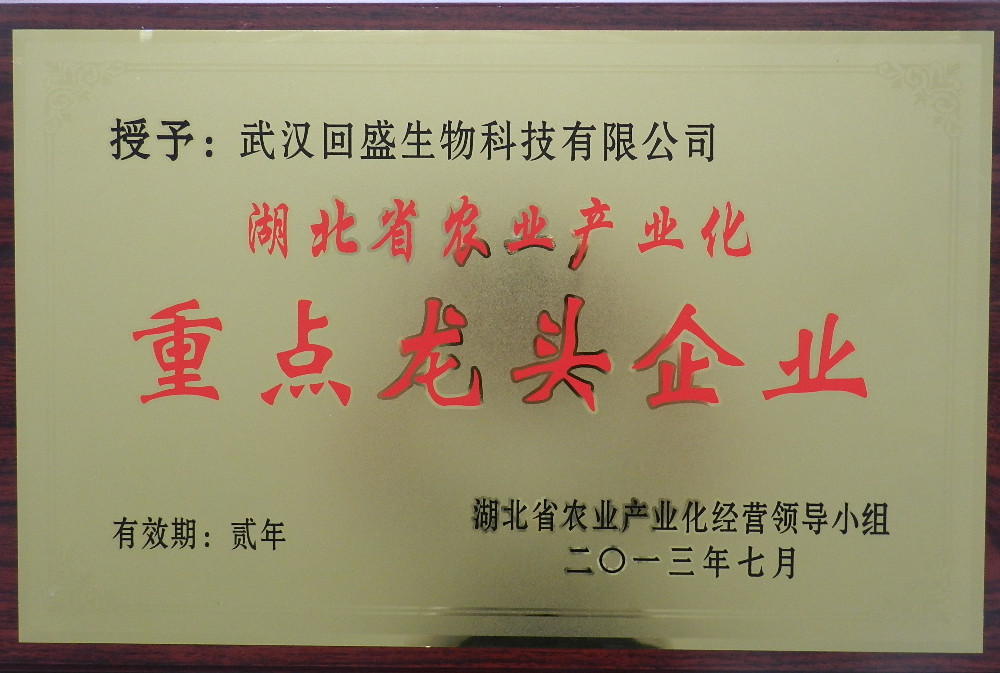 授予：武汉回盛生物科技有限公司
湖北省农业产业化
重点龙头企业
有效期：贰年
湖北省农业产业化经营领导小组
二〇一三年七月